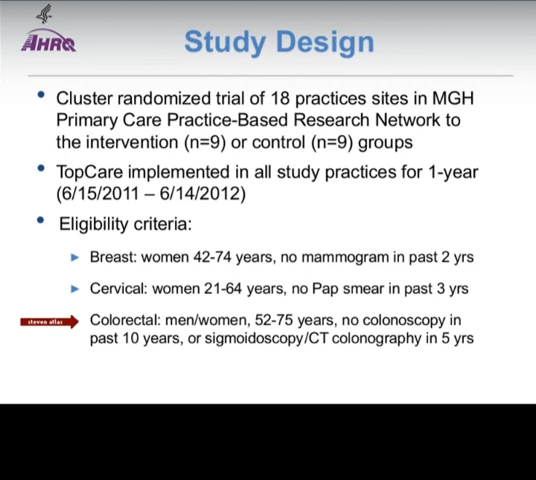 AHRQ
Study Design
• Cluster randomized trial of 18 practices sites in MGH
Primary Care Practice-Based Research Network to
the intervention (n=9) or control (n=9) groups
• TopCare implemented in all study practices for 1-year
(6/15/2011 – 6/14/2012)
• Eligibility criteria:
► Breast: women 42-74 years, no mammogram in past 2 yrs
► Cervical: women 21-64 years, no Pap smear in past 3 yrs
steven atlas
Colorectal: men/women, 52-75 years, no colonoscopy in
past 10 years, or sigmoidoscopy/CT colonography in 5 yrs